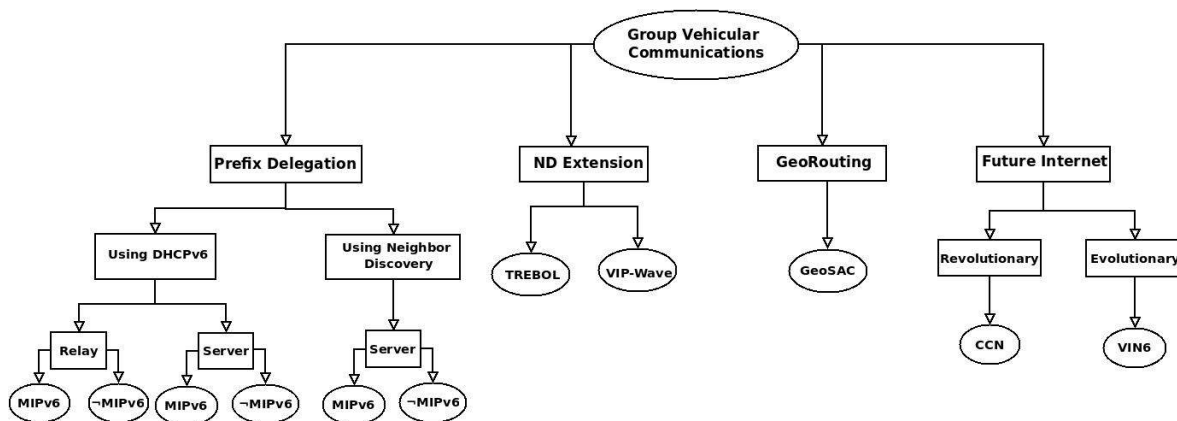 Group Vehicular
Communications
Prefix Delegation
ND Extension
GeoRouting
Future Internet
Using DHCPv6
Using Neighbor
Discovery
TREBOL
VIP-Wave
GeoSAC
Revolutionary
Evolutionary
Relay
Server
Server
CCN
VIN6
MIPv6
¬MIPv6
MIPv6
¬MIPv6
MIPv6
¬MIPv6